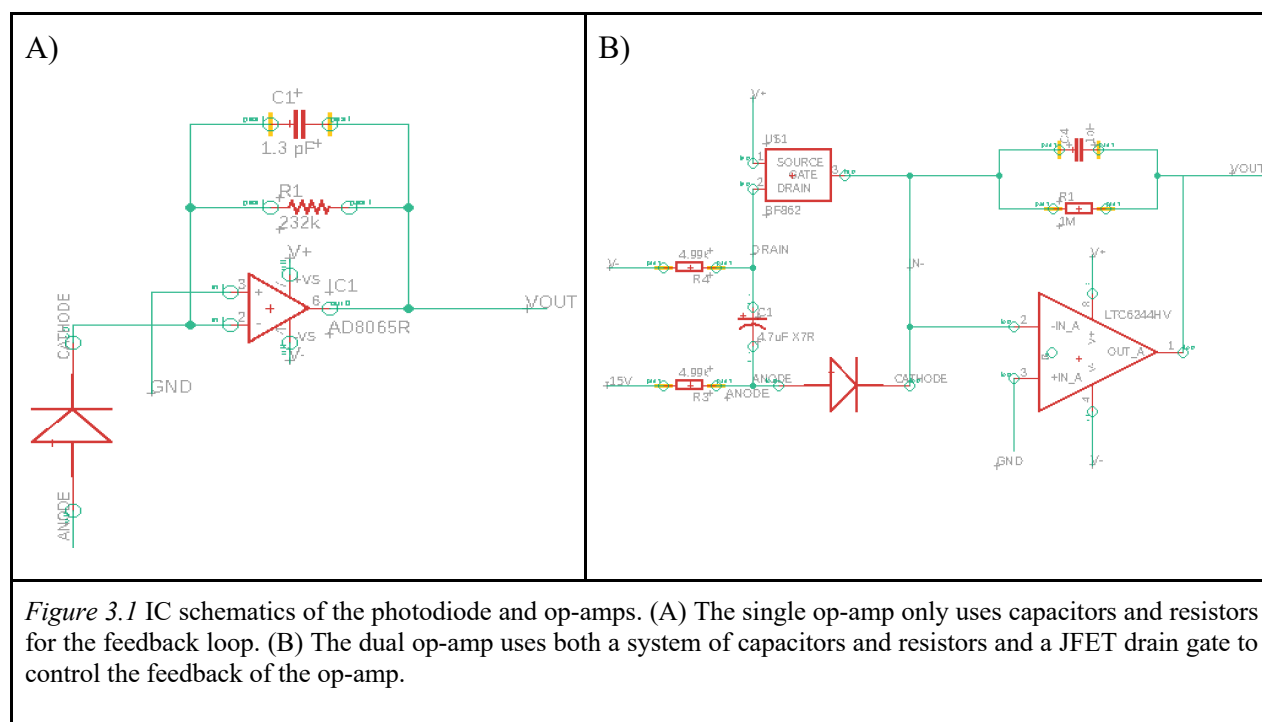 A)
C1
1.3 pF
R1
232k
V+
+VS
3
2
6
IC1
AD8065R
-VS
V-
VOUT
GND
CATHODE
ANODE
B)
V+
US1
1
2
3
SOURCE
GATE
DRAIN
BF862
DRAIN
V-
4.99k
R4
C1
4.7uF X7R
4.99k
15V
R3
ANODE
ANODE
CATHODE
N-
C4
R1
1M
VOUT
V+
8
LTC6244HV
V+
2
-IN_A
OUT_A
1
3
+IN_A
V-
4
GND
V-
Figure 3.1 IC schematics of the photodiode and op-amps. (A) The single op-amp only uses capacitors and resistors
for the feedback loop. (B) The dual op-amp uses both a system of capacitors and resistors and a JFET drain gate to
control the feedback of the op-amp.